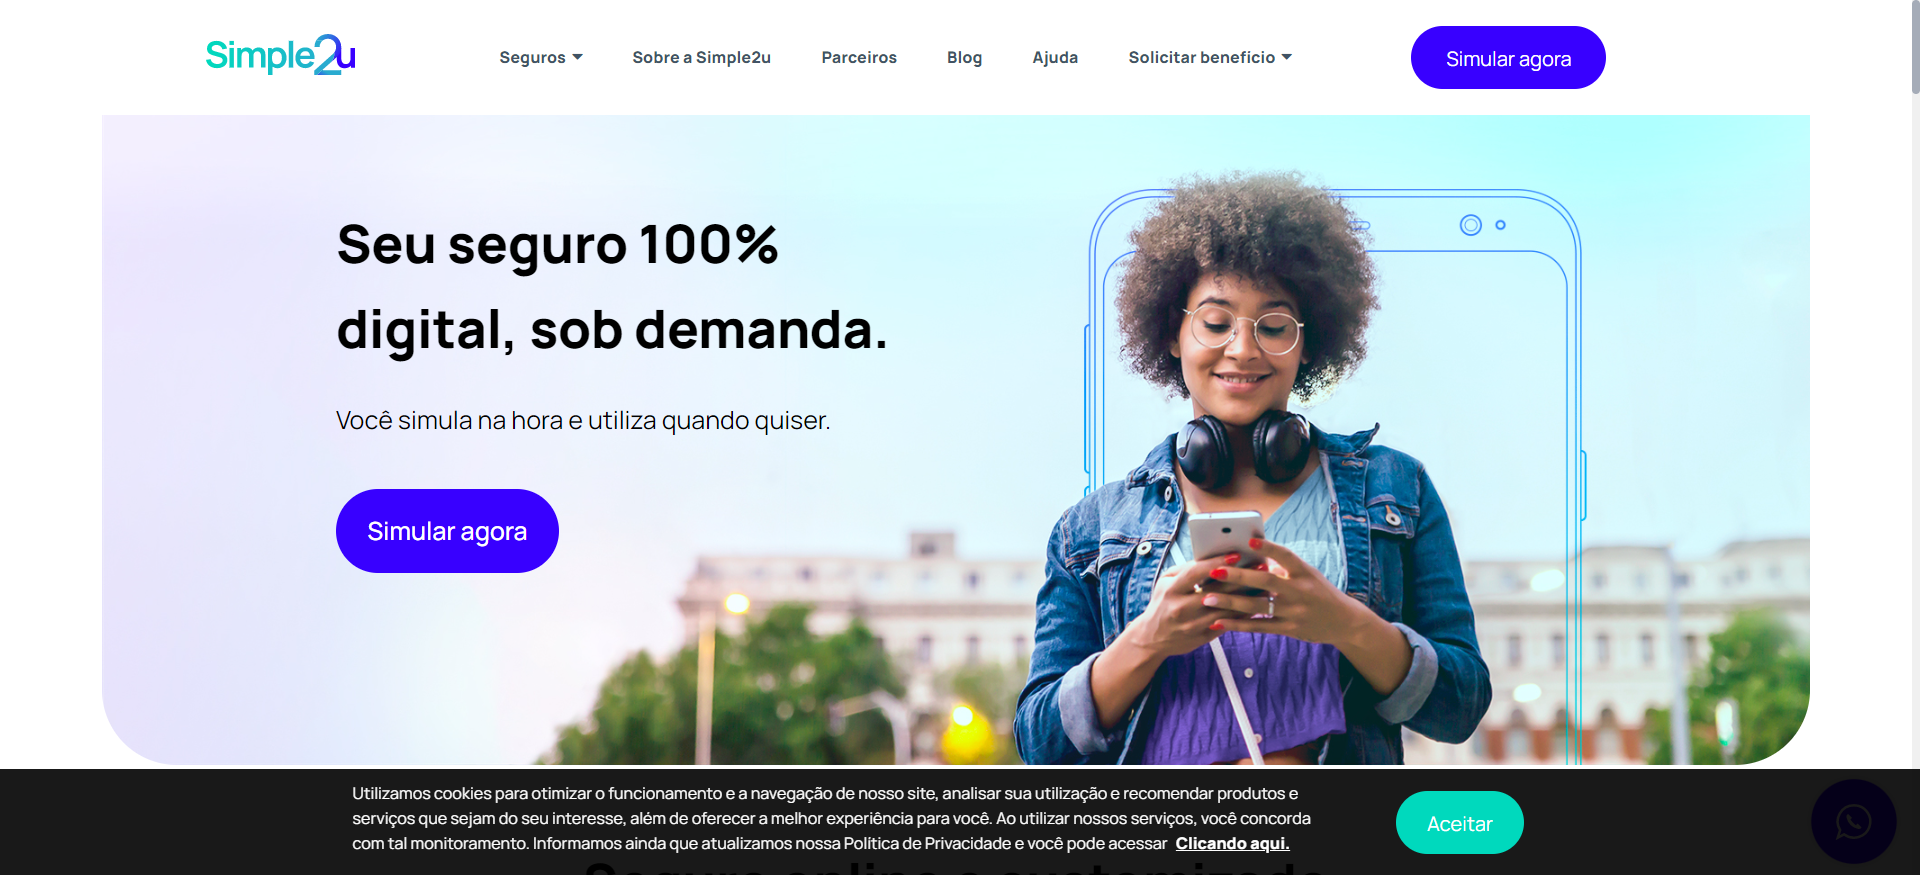 Simple2u
Seguros
Sobre a Simple2u
Parceiros
Blog
Ajuda
Solicitar benefício
Simular agora
Seu seguro 100%
digital, sob demanda.
Você simula na hora e utiliza quando quiser.
Simular agora
Utilizamos cookies para otimizar o funcionamento e a navegação de nosso site, analisar sua utilização e recomendar produtos e
serviços que sejam do seu interesse, além de oferecer a melhor experiência para você. Ao utilizar nossos serviços, você concorda
com tal monitoramento. Informamos ainda que atualizamos nossa Política de Privacidade e você pode acessar Clicando aqui.
Aceitar
Seguro online e customizado